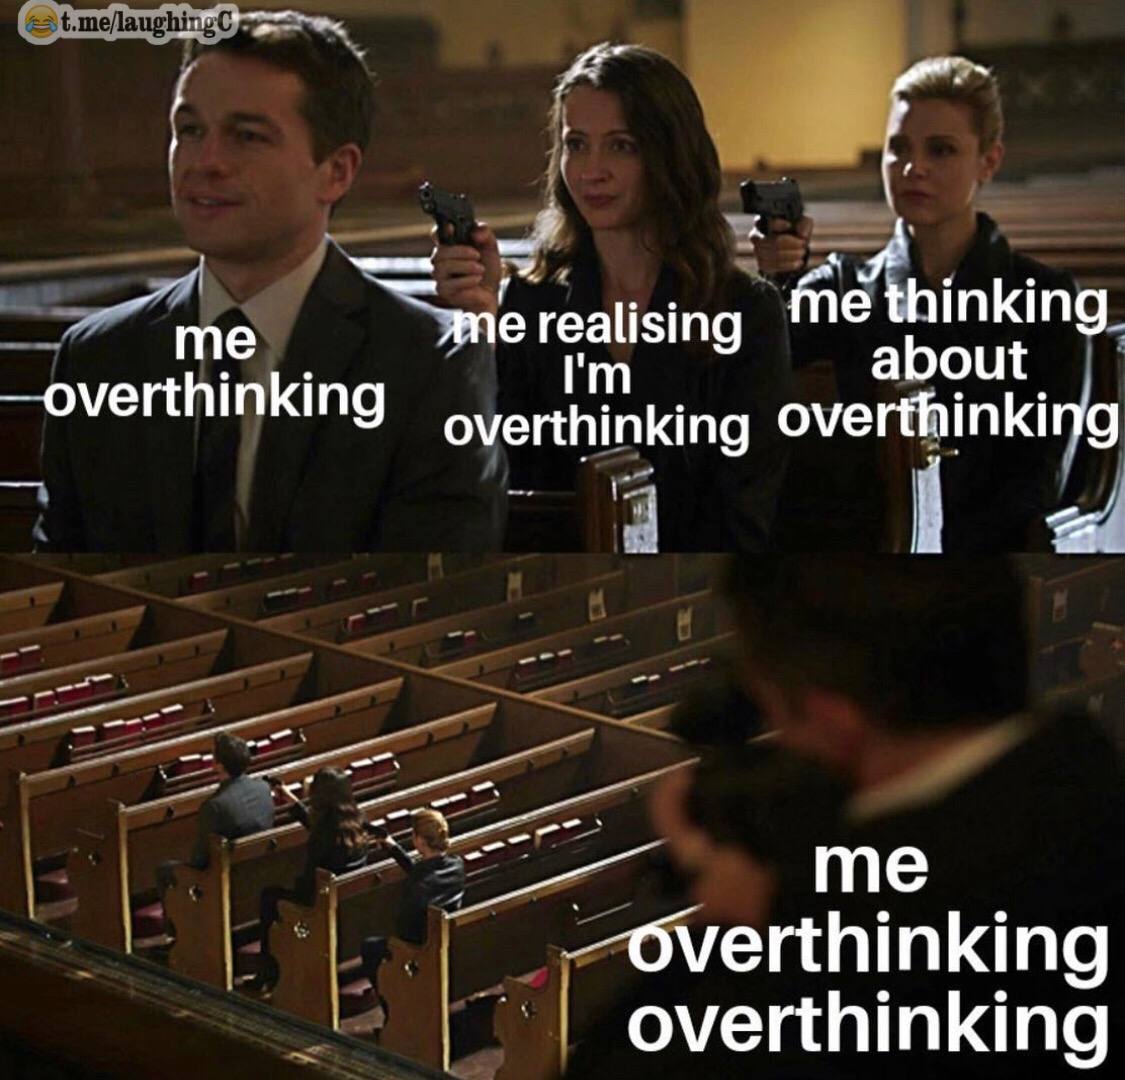 😂t.me/laughingC
me
overthinking
me realising
I'm
overthinking
me thinking
about
overthinking
me
overthinking
overthinking